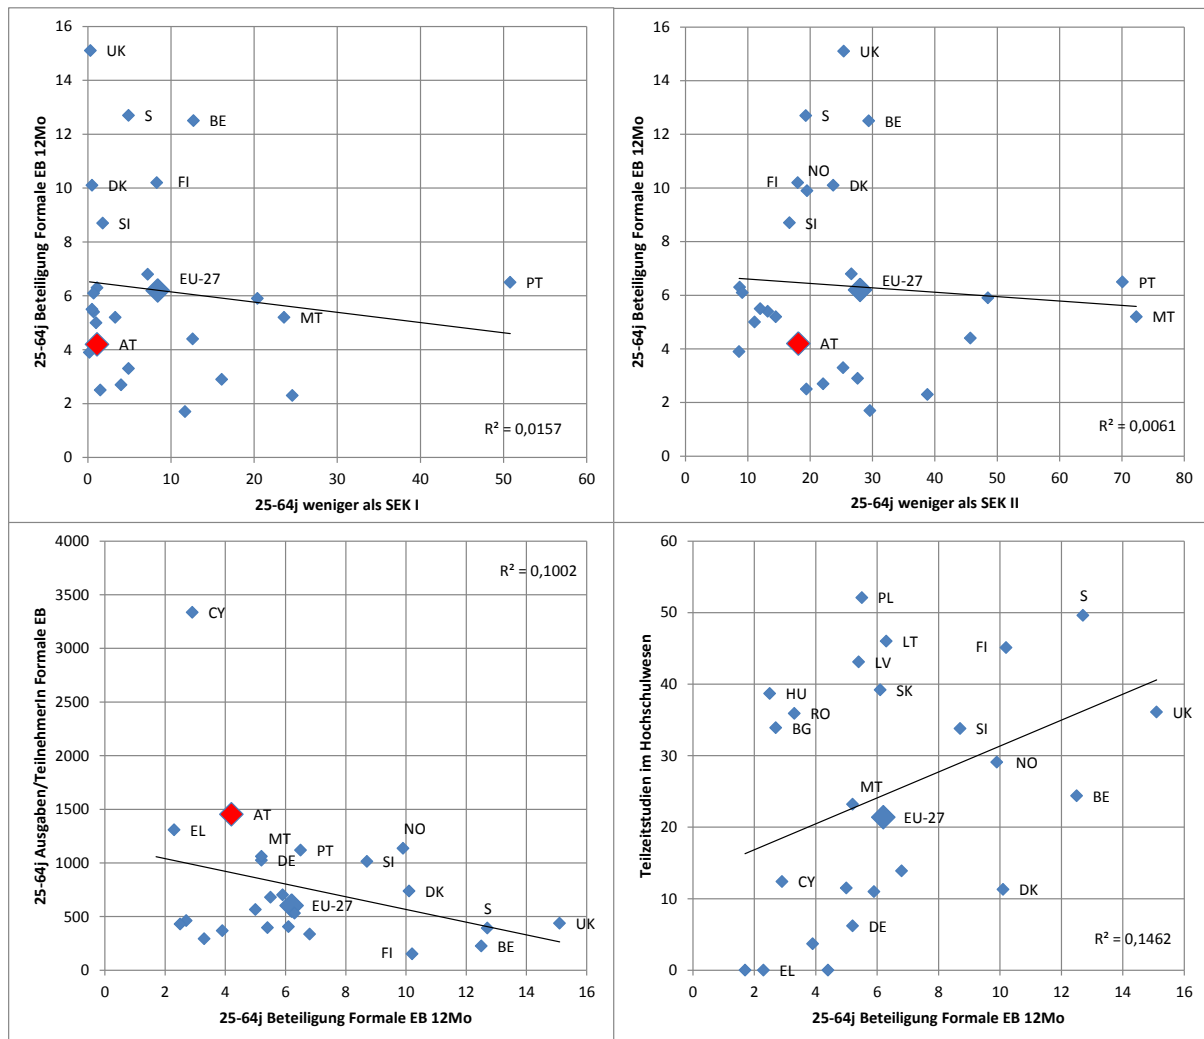 16
14
12
10
8
6
4
2
0
25-64j Beteiligung Formale EB 12Mo
UK
S
BE
DK
FI
SI
EU-27
PT
MT
AT
R² = 0,0157
0 10 20 30 40 50 60
25-64j weniger als SEK I
16
14
12
10
8
6
4
2
0
25-64j Beteiligung Formale EB 12Mo
UK
S
BE
NO
FI
DK
SI
EU-27
PT
MT
AT
R² = 0,0061
0 10 20 30 40 50 60 70 80
25-64j weniger als SEK II
4000
3500
3000
2500
2000
1500
1000
500
0
25-64j Ausgaben/TeilnehmerIn Formale EB
R² = 0,1002
CY
AT
EL
MT
NO
DE
PT
SI
DK
EU-27
S
UK
FI
BE
0 2 4 6 8 10 12 14 16
25-64j Beteiligung Formale EB 12Mo
60
50
40
30
20
10
0
Teilzeitstudien im Hochschulwesen
PL
S
LT
FI
LV
HU
SK
RO
UK
BG
SI
NO
MT
BE
EU-27
CY
DK
DE
R² = 0,1462
EL
0 2 4 6 8 10 12 14 16
25-64j Beteiligung Formale EB 12Mo